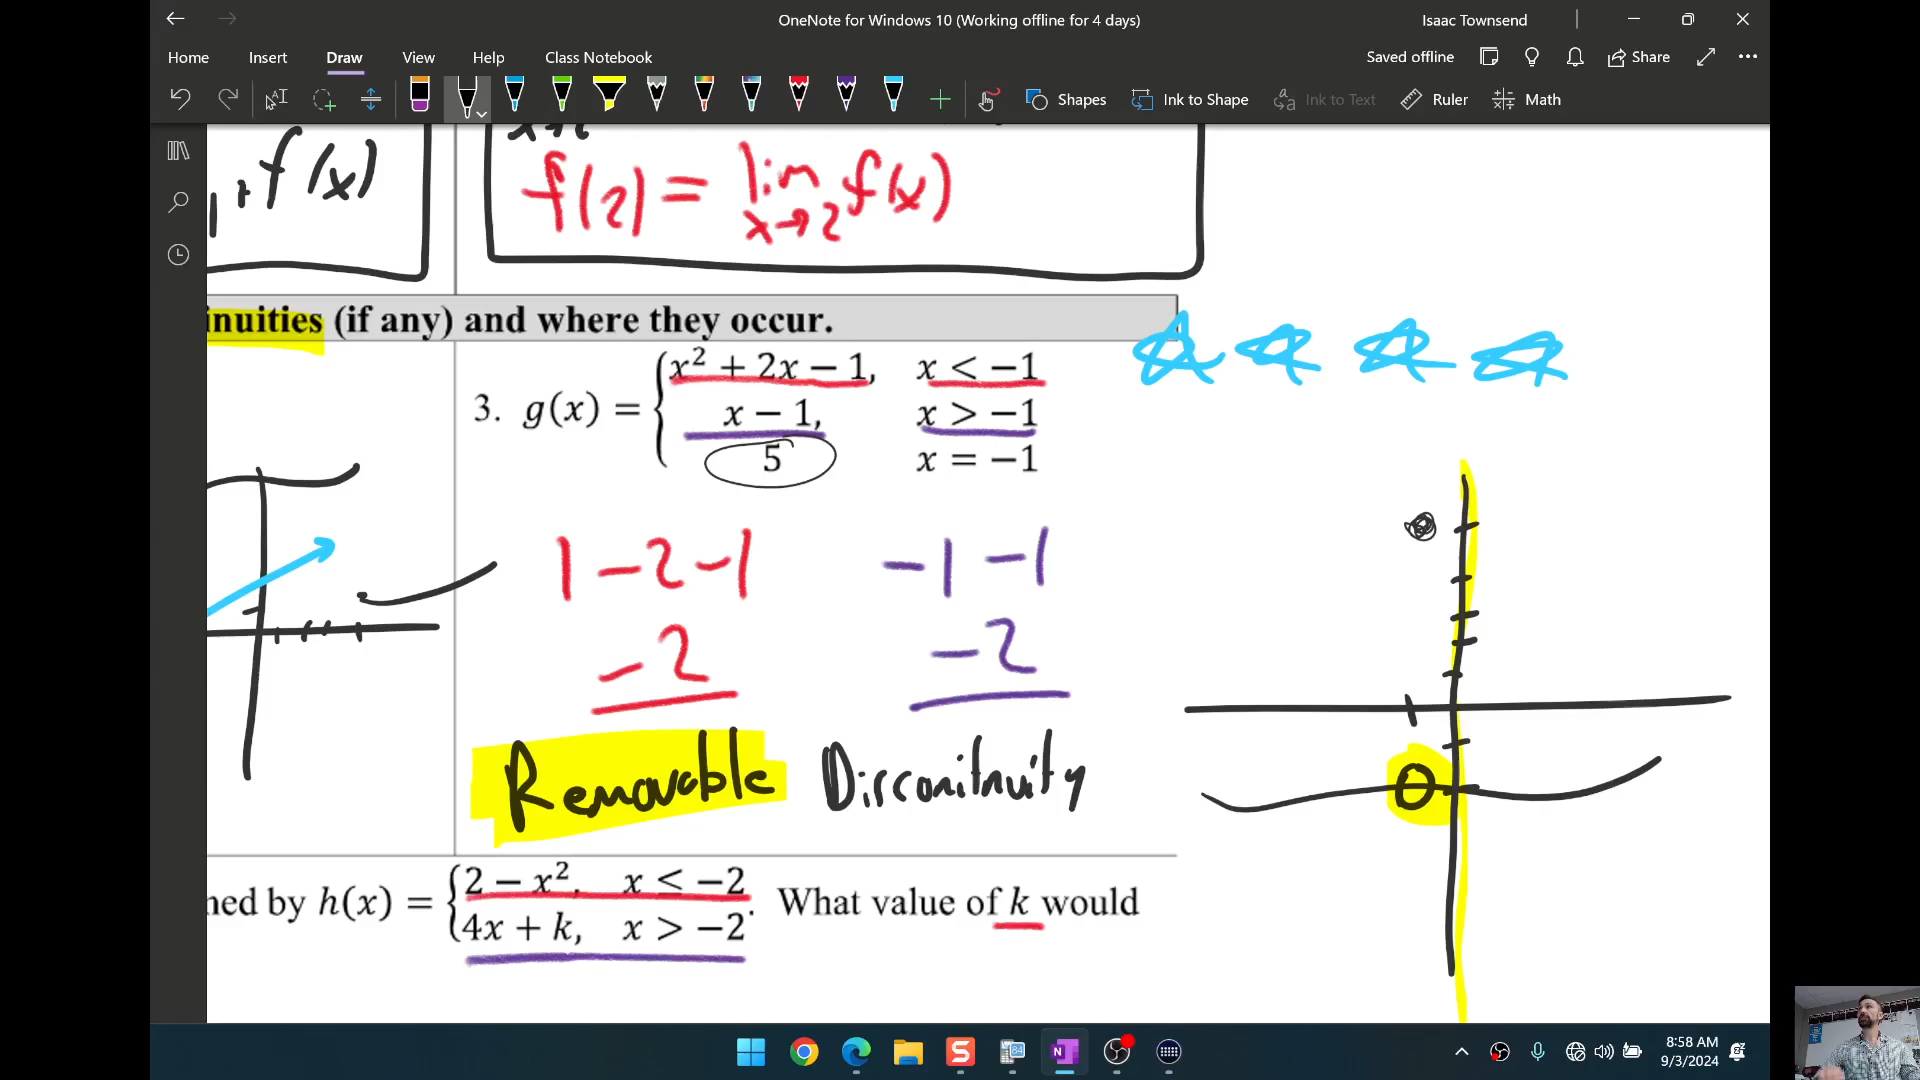 OneNote for Windows 10 (Working offline for 4 days)
Isaac Townsend
Home Insert Draw View Help Class Notebook
Saved offline Share
Shapes Ink to Shape Ink to Text Ruler Math
f(x)
f(2) = lim f(x)
x→2
inuities (if any) and where they occur.
3. g(x) = { x² + 2x − 1, x < −1
x − 1, x > −1
5 x = −1
1 − 2 − 1
−1 − 1
−2
−2
Removable Disconitnuity
ned by h(x) = { 2 − x², x ≤ −2
4x + k, x > −2 . What value of k would
8:58 AM
9/3/2024